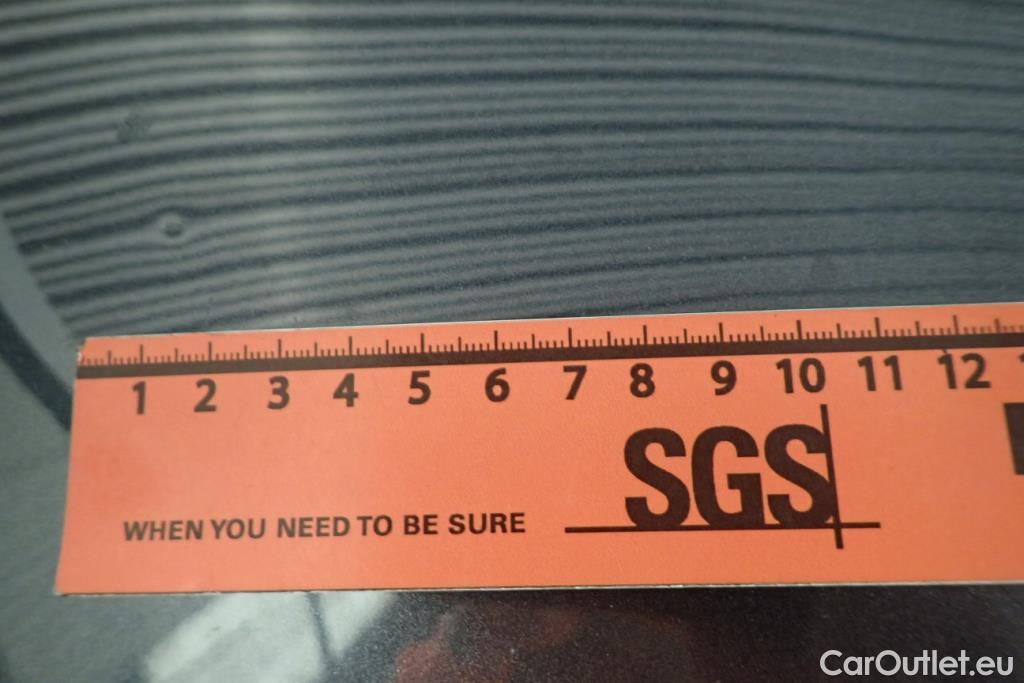 1 2 3 4 5 6 7 8 9 10 11 12
SGS
WHEN YOU NEED TO BE SURE
CarOutlet.eu